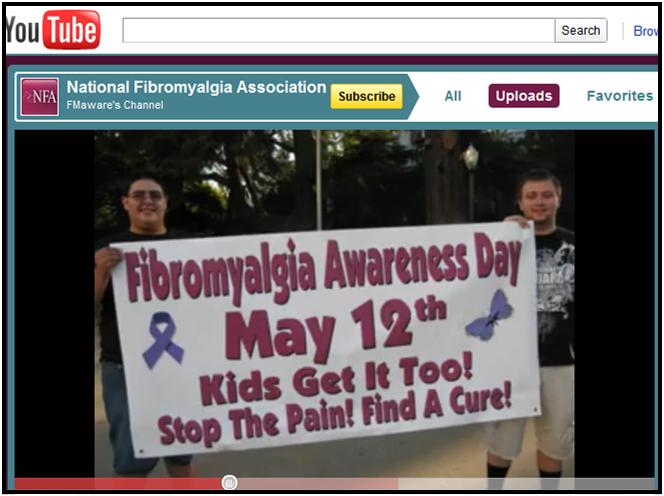 YouTube
Search
Brow
NFA
National Fibromyalgia Association
FMaware's Channel
Subscribe
All
Uploads
Favorites
Fibromyalgia Awareness Day
May 12th
Kids Get It Too!
Stop The Pain! Find A Cure!